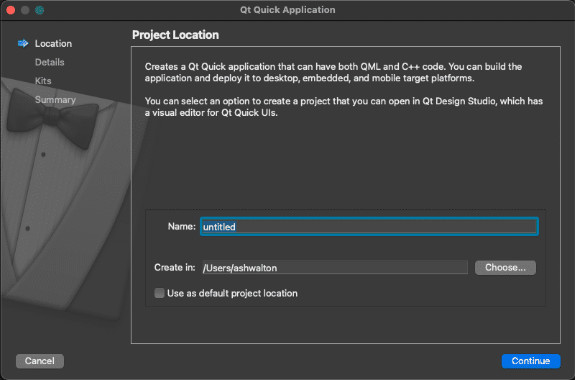 Qt Quick Application
Location
Details
Kits
Summary
Project Location
Creates a Qt Quick application that can have both QML and C++ code. You can build the
application and deploy it to desktop, embedded, and mobile target platforms.
You can select an option to create a project that you can open in Qt Design Studio, which has
a visual editor for Qt Quick UIs.
Name: untitled
Create in: /Users/ashwalton Choose...
Use as default project location
Cancel Continue